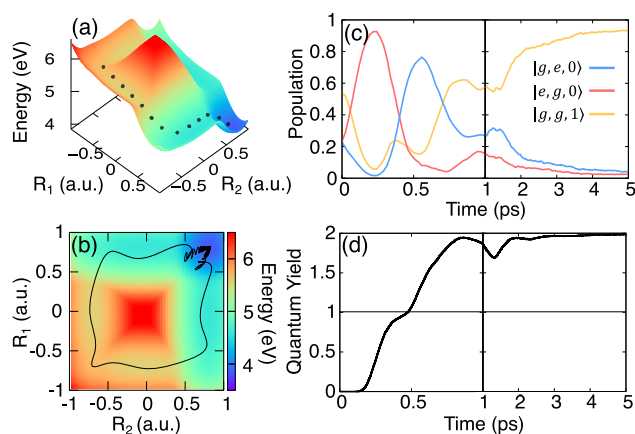 (a)
Energy (eV)
6
5
4
−0.5
0
0.5
R1 (a.u.)
−0.5
0
0.5
R2 (a.u.)
(b)
R1 (a.u.)
1
0.5
0
-0.5
-1
-1 -0.5 0 0.5 1
R2 (a.u.)
Energy (eV)
6
5
4
(c)
Population
1
0.8
0.6
0.4
0.2
0
|g, e, 0⟩
|e, g, 0⟩
|g, g, 1⟩
0 0.5 1 2 3 4 5
Time (ps)
(d)
Quantum Yield
2
1.5
1
0.5
0
0 0.5 1 2 3 4 5
Time (ps)